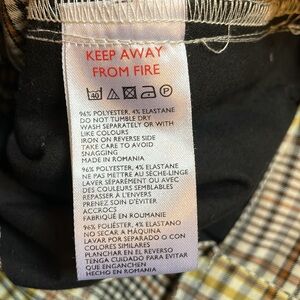 KEEP AWAY
FROM FIRE
40 P
96% POLYESTER, 4% ELASTANE
DO NOT TUMBLE DRY
WASH SEPARATELY OR WITH
LIKE COLOURS
IRON ON REVERSE SIDE
TAKE CARE TO AVOID
SNAGGING
MADE IN ROMANIA
96% POLYESTER, 4% ELASTANE
NE PAS METTRE AU SÈCHE-LINGE
LAVER SÉPARÉMENT OU AVEC
DES COULEURS SEMBLABLES
REPASSER À L'ENVERS
PRENEZ SOIN D'ÉVITER
ACCROCS
FABRIQUÉ EN ROUMANIE
96% POLIÉSTER, 4% ELASTANO
NO SECAR A MÁQUINA
LAVAR POR SEPARADO O CON
COLORES SIMILARES
PLANCHAR EN EL REVERSO
TENGA CUIDADO PARA EVITAR
QUE ENGANCHEN
HECHO EN ROMANIA